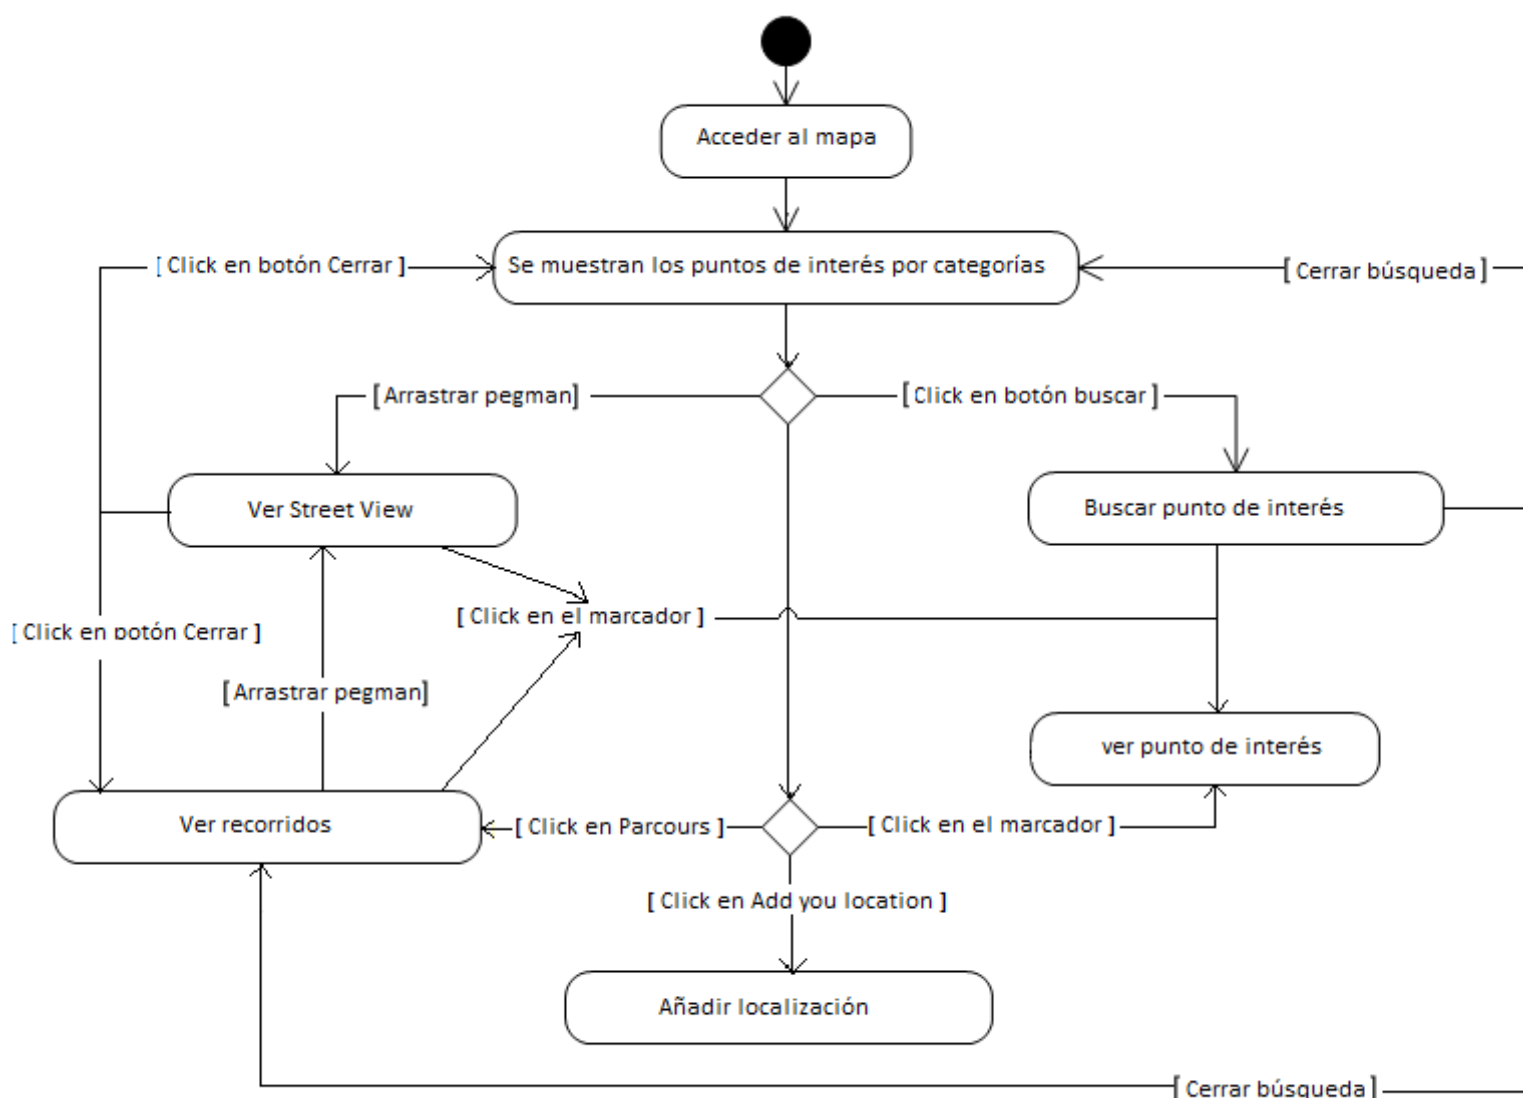 Acceder al mapa
[ Click en botón Cerrar ]
Se muestran los puntos de interés por categorías
[ Cerrar búsqueda ]
[ Arrastrar pegman]
[ Click en botón buscar ]
Ver Street View
Buscar punto de interés
[ Click en el marcador ]
[ Click en botón Cerrar ]
[ Arrastrar pegman]
ver punto de interés
Ver recorridos
[ Click en Parcours ]
[ Click en el marcador ]
[ Click en Add you location ]
Añadir localización
[ Cerrar búsqueda ]